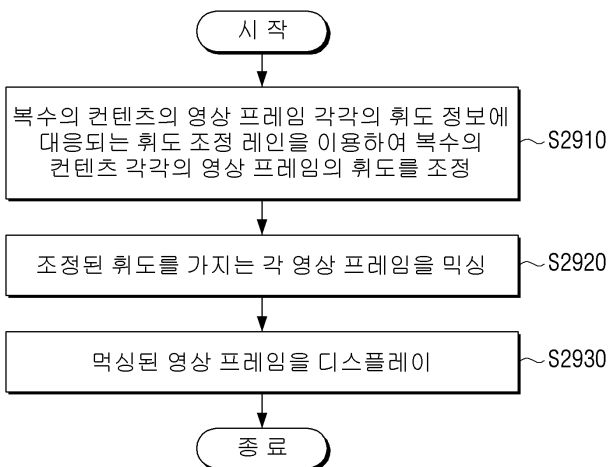 시 작
복수의 컨텐츠의 영상 프레임 각각의 휘도 정보에
대응되는 휘도 조정 레인을 이용하여 복수의
컨텐츠 각각의 영상 프레임의 휘도를 조정
S2910
조정된 휘도를 가지는 각 영상 프레임을 믹싱
S2920
먹싱된 영상 프레임을 디스플레이
S2930
종 료